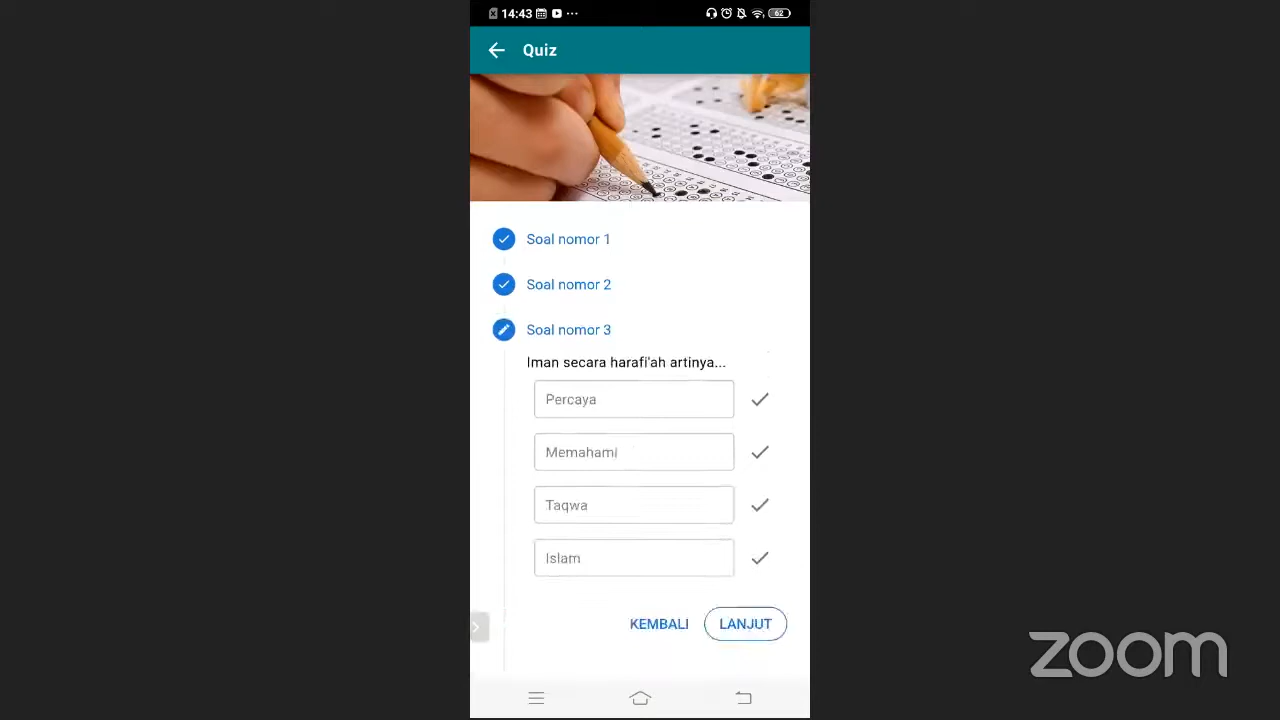 14:43
62
Quiz
Soal nomor 1
Soal nomor 2
Soal nomor 3
Iman secara harafi'ah artinya...
Percaya
Memahami
Taqwa
Islam
KEMBALI LANJUT
zoom